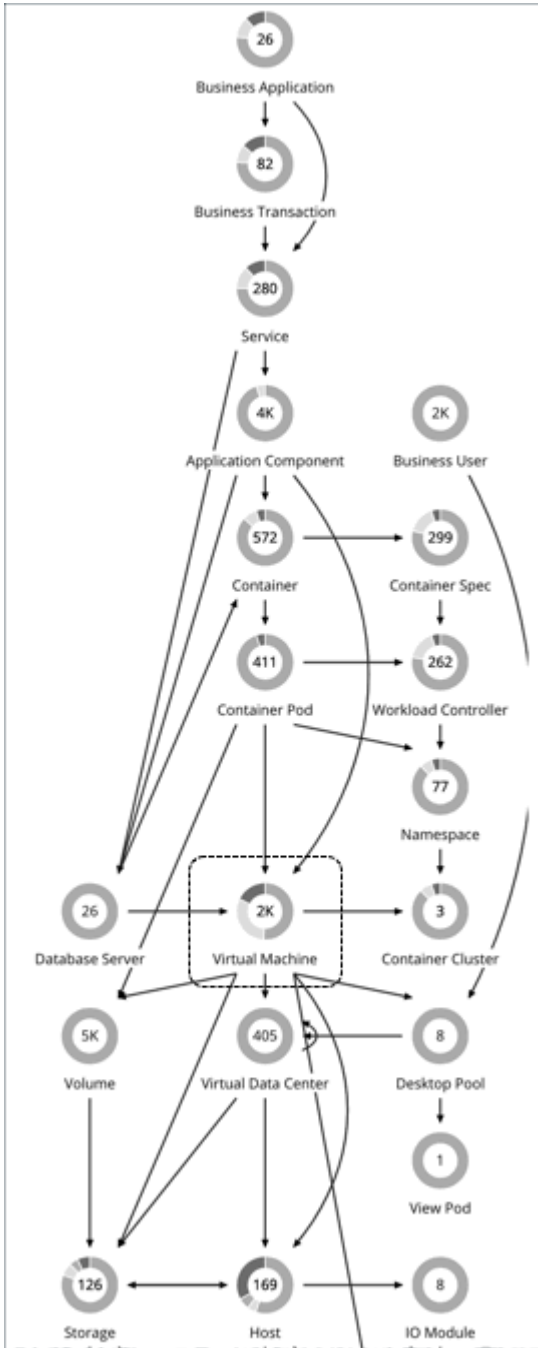 26
Business Application
82
Business Transaction
280
Service
4K 2K
Application Component Business User
572 299
Container Container Spec
411 262
Container Pod Workload Controller
77
Namespace
26 2K 3
Database Server Virtual Machine Container Cluster
5K 405 8
Volume Virtual Data Center Desktop Pool
1
View Pod
126 169 8
Storage Host IO Module